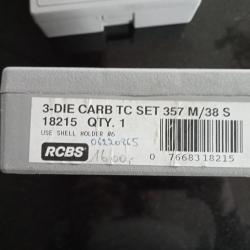 3-DIE CARB TC SET 357 M/38 S
18215 QTY. 1
USE SHELL HOLDER #6
RCBS
0 7668318215